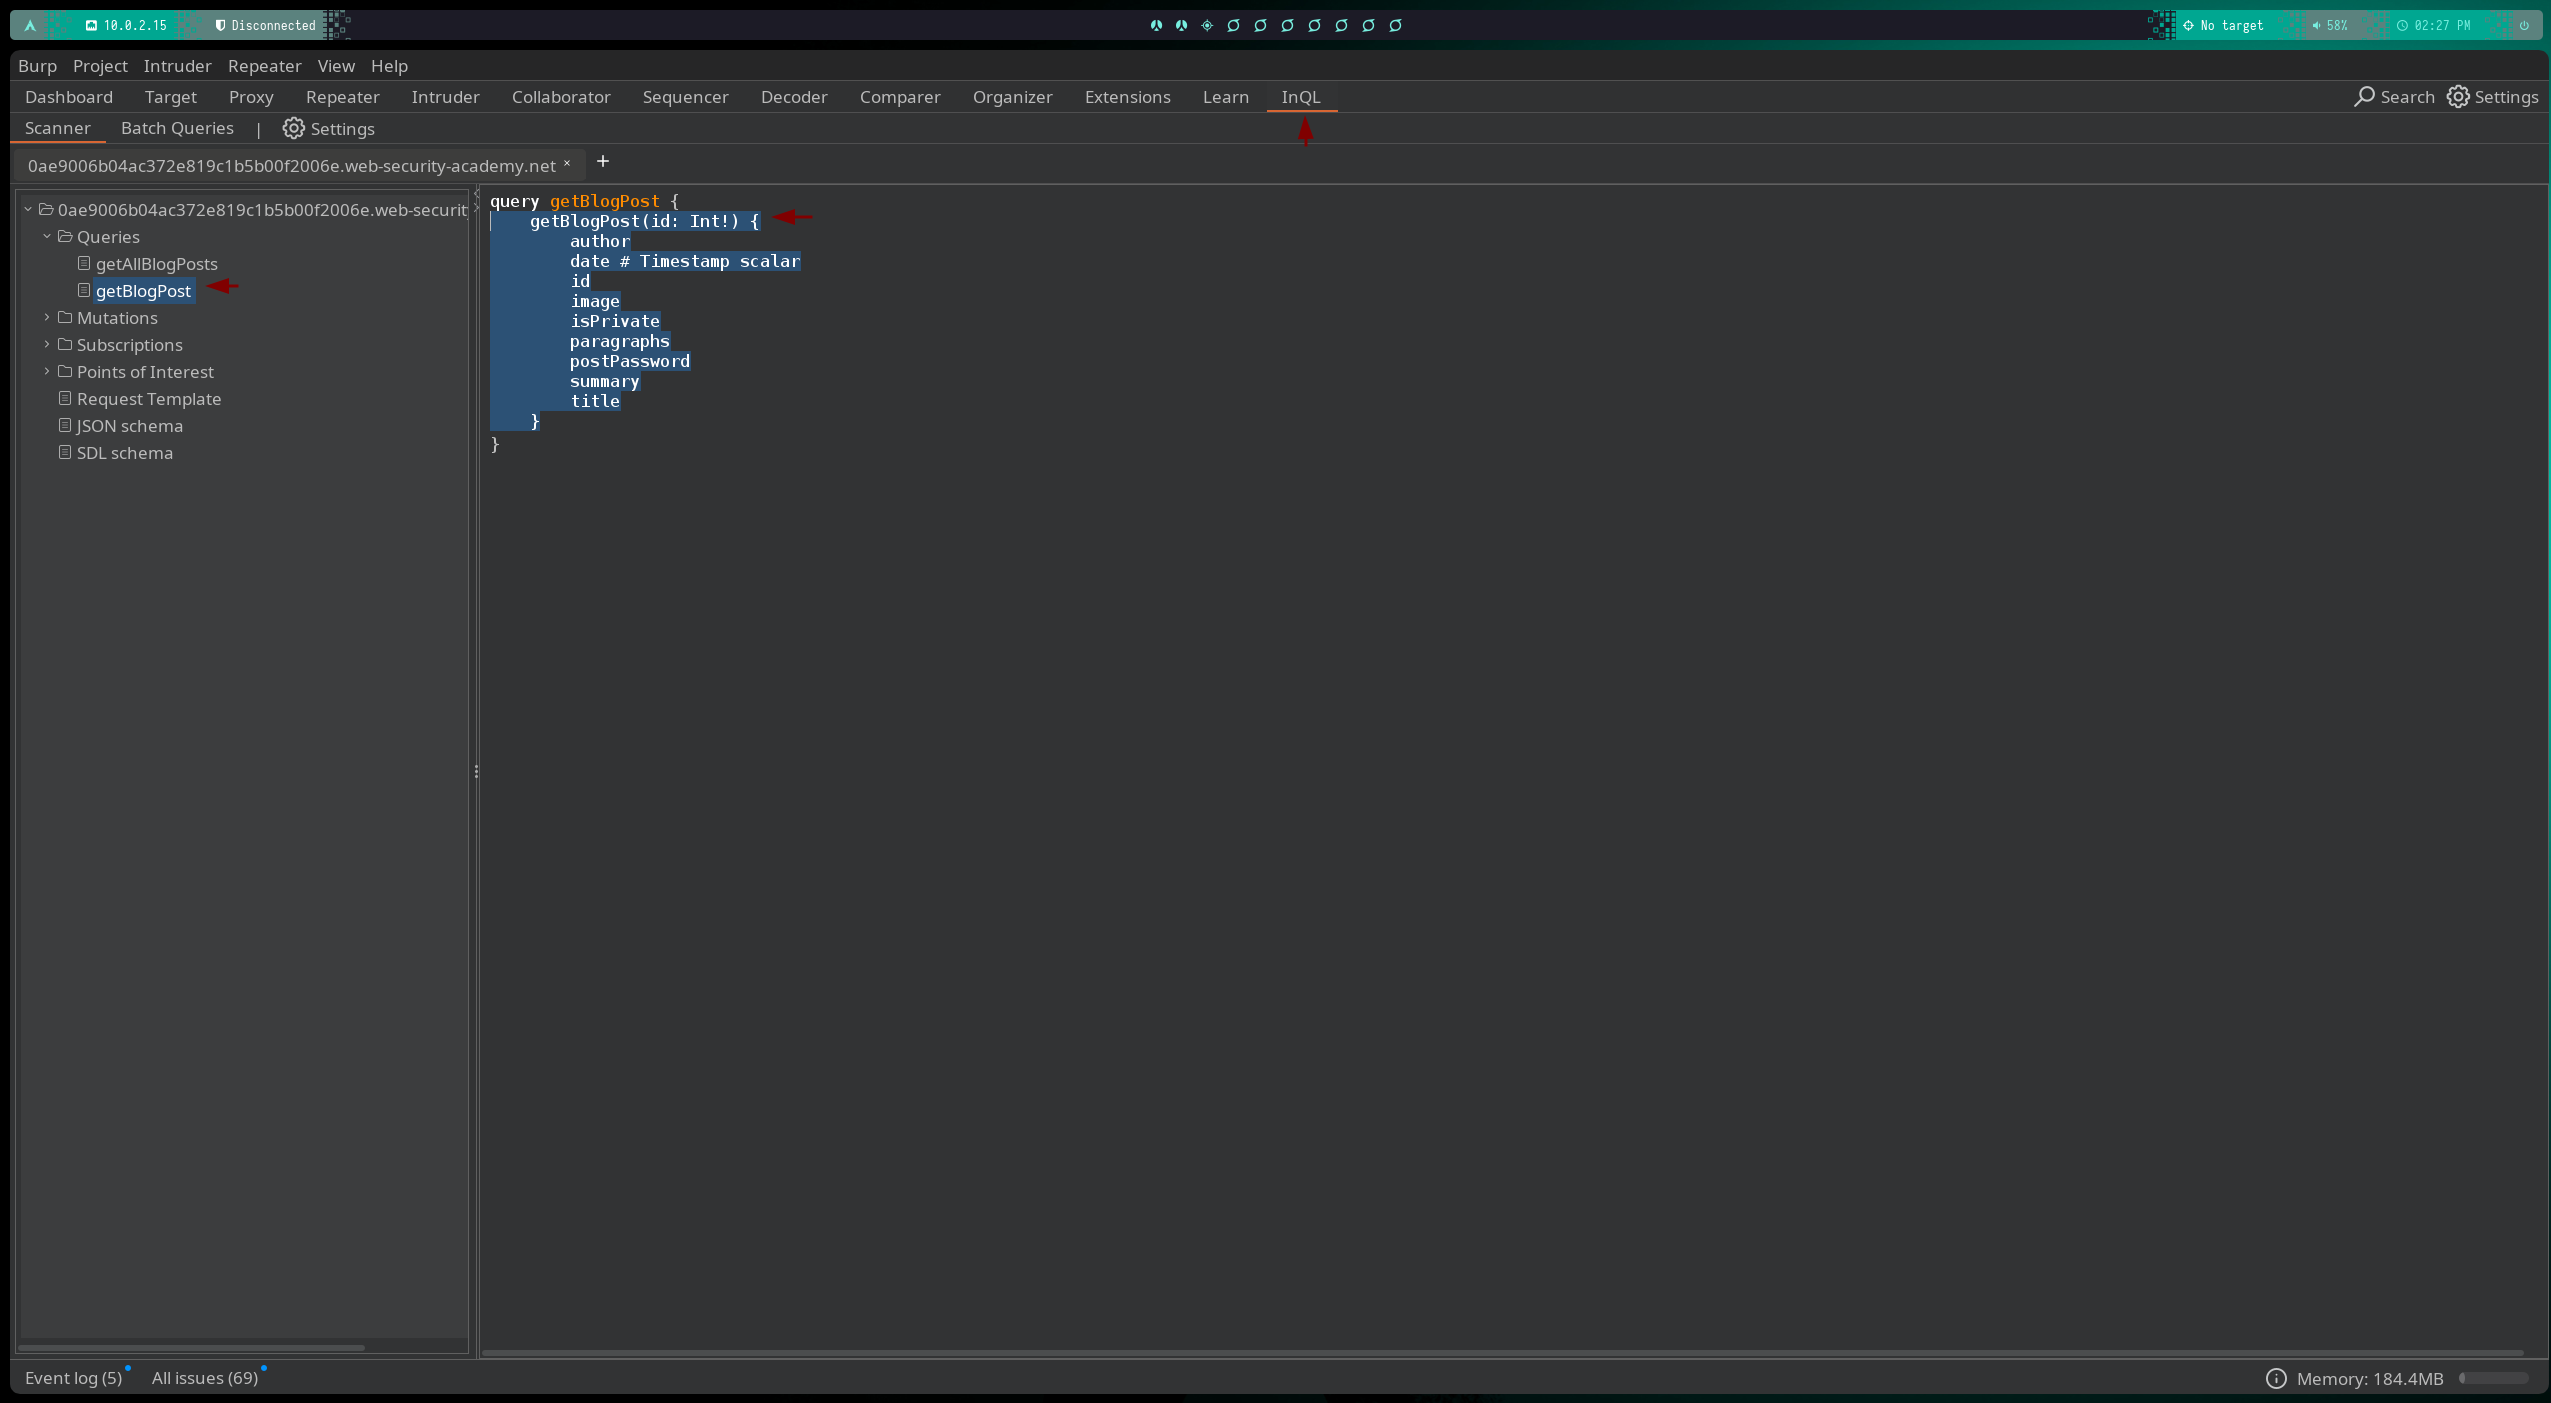 10.0.2.15 Disconnected No target 58% 02:27 PM
Burp Project Intruder Repeater View Help
Dashboard Target Proxy Repeater Intruder Collaborator Sequencer Decoder Comparer Organizer Extensions Learn InQL Search Settings
Scanner Batch Queries | Settings
0ae9006b04ac372e819c1b5b00f2006e.web-security-academy.net × +
0ae9006b04ac372e819c1b5b00f2006e.web-securit
Queries
getAllBlogPosts
getBlogPost
Mutations
Subscriptions
Points of Interest
Request Template
JSON schema
SDL schema
query getBlogPost {
    getBlogPost(id: Int!) {
        author
        date # Timestamp scalar
        id
        image
        isPrivate
        paragraphs
        postPassword
        summary
        title
    }
}
Event log (5) All issues (69) Memory: 184.4MB